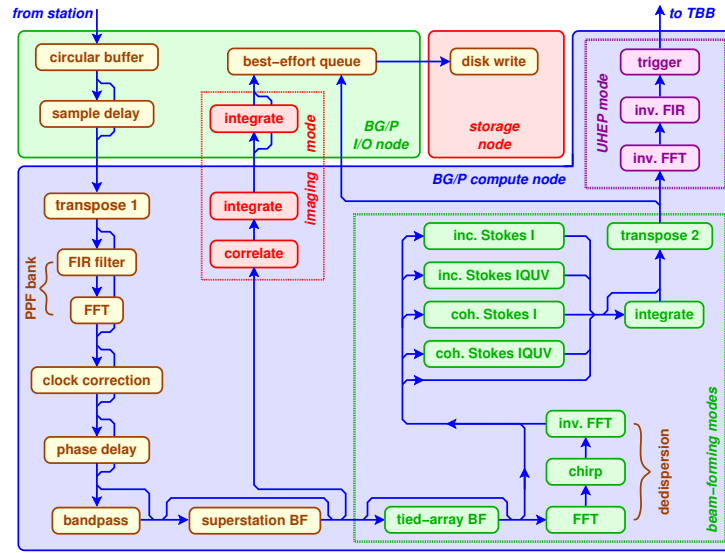 from station
to TBB
circular buffer
best-effort queue
disk write
trigger
sample delay
integrate
mode
inv. FIR
UHEP mode
BG/P
I/O node
storage
node
inv. FFT
BG/P compute node
transpose 1
integrate
imaging
inc. Stokes I
transpose 2
correlate
FIR filter
PPF bank
inc. Stokes IQUV
FFT
coh. Stokes I
integrate
coh. Stokes IQUV
clock correction
inv. FFT
phase delay
chirp
dedispersion
beam-forming modes
bandpass
superstation BF
tied-array BF
FFT